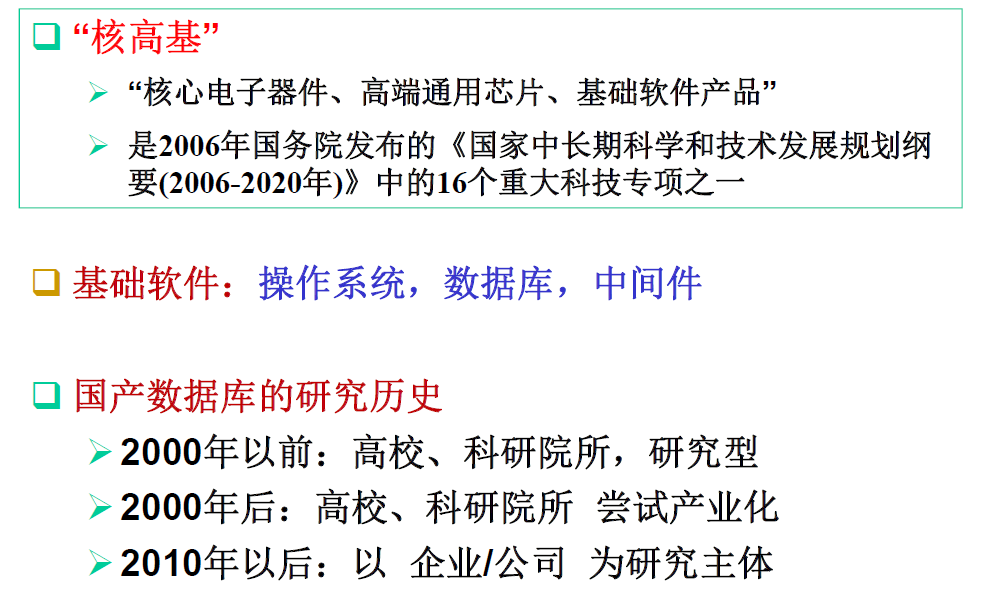 “核高基”
“核心电子器件、高端通用芯片、基础软件产品”
是2006年国务院发布的《国家中长期科学和技术发展规划纲
要(2006-2020年)》中的16个重大科技专项之一
基础软件：操作系统，数据库，中间件
国产数据库的研究历史
2000年以前：高校、科研院所，研究型
2000年后：高校、科研院所 尝试产业化
2010年以后：以 企业/公司 为研究主体